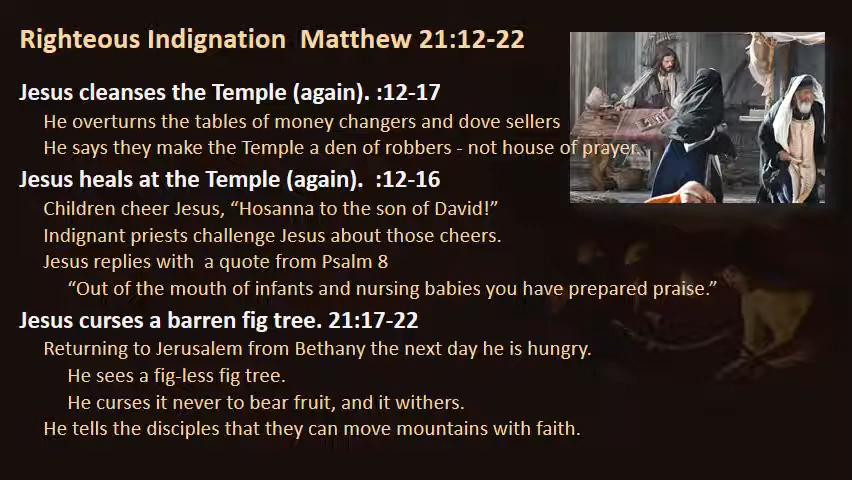 Righteous Indignation  Matthew 21:12-22
Jesus cleanses the Temple (again). :12-17
He overturns the tables of money changers and dove sellers
He says they make the Temple a den of robbers - not house of prayer.
Jesus heals at the Temple (again).  :12-16
Children cheer Jesus, “Hosanna to the son of David!”
Indignant priests challenge Jesus about those cheers.
Jesus replies with  a quote from Psalm 8
“Out of the mouth of infants and nursing babies you have prepared praise.”
Jesus curses a barren fig tree. 21:17-22
Returning to Jerusalem from Bethany the next day he is hungry.
He sees a fig-less fig tree.
He curses it never to bear fruit, and it withers.
He tells the disciples that they can move mountains with faith.